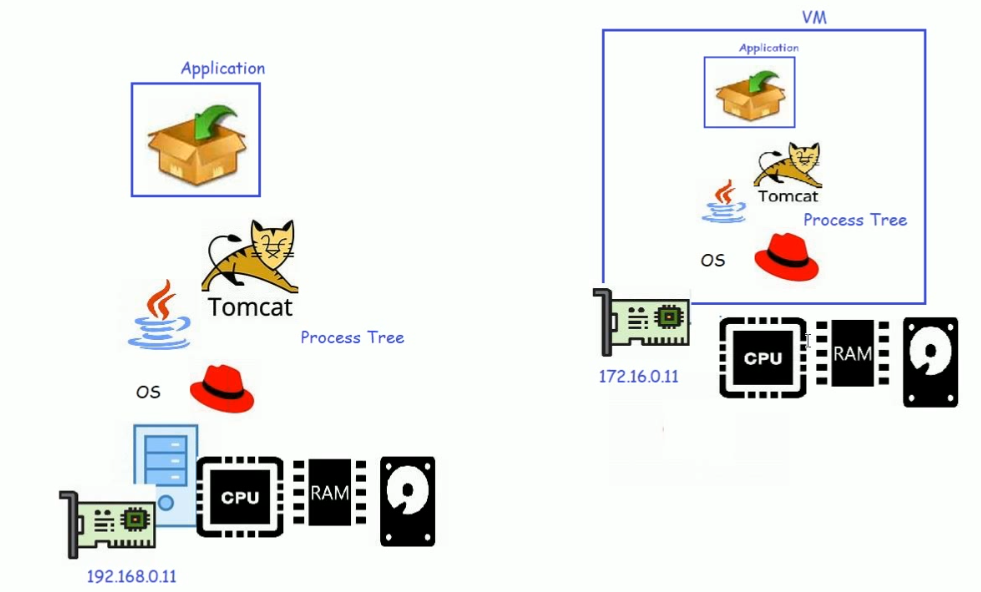 Application
Tomcat
Process Tree
OS
CPU
RAM
192.168.0.11
VM
Application
Tomcat
Process Tree
OS
172.16.0.11
CPU
RAM